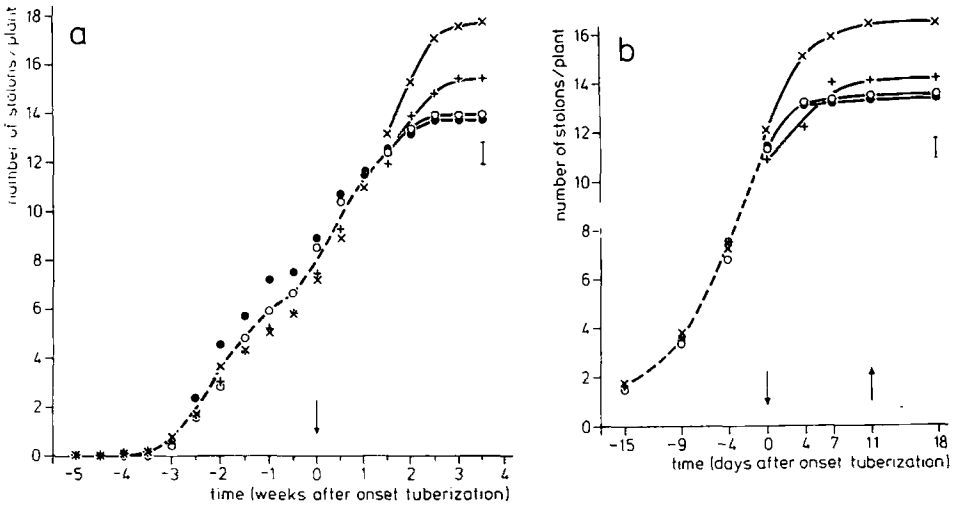 a
number of stolons / plant
18
16
14
12
10
8
6
4
2
0
-5 -4 -3 -2 -1 0 1 2 3 4
time (weeks after onset tuberization)
b
number of stolons/plant
16
14
12
10
8
6
4
2
0
-15 -9 -4 0 4 7 11 18
time (days after onset tuberization)